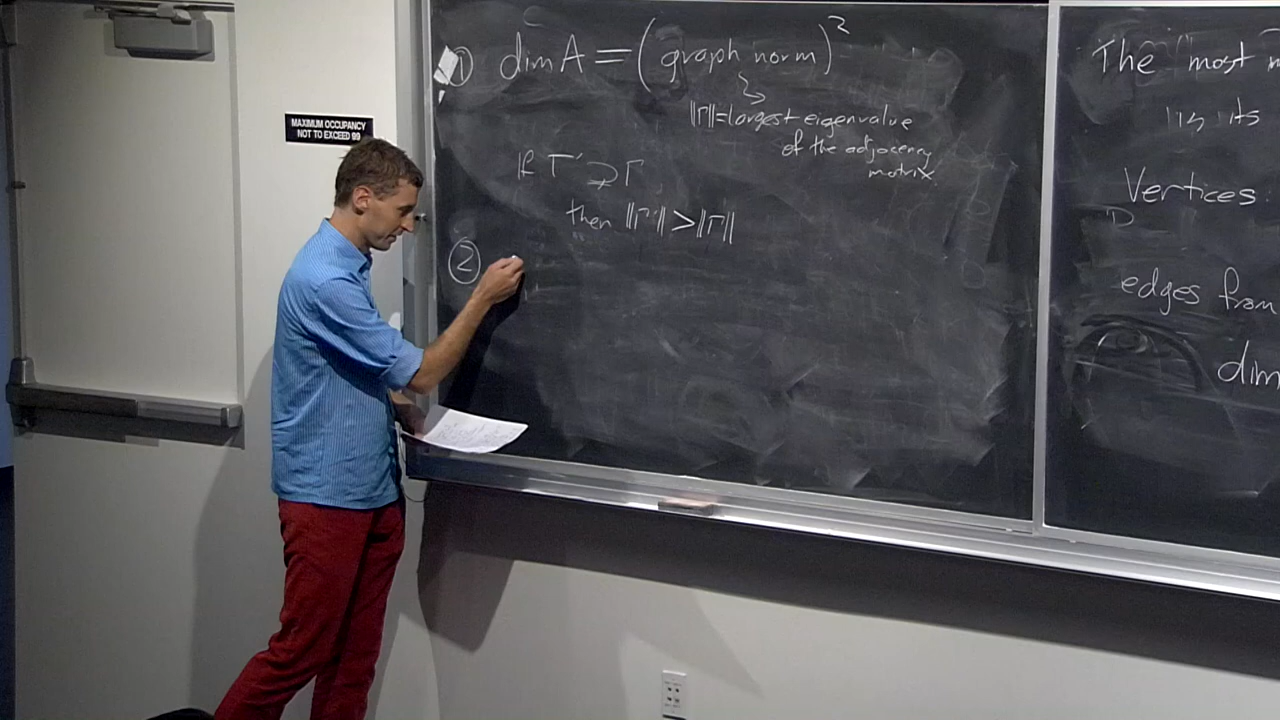 MAXIMUM OCCUPANCY
NOT TO EXCEED 99
① dim A = (graph norm)²
||Γ|| = largest eigenvalue
of the adjacency
matrix.
If Γ' ⊋ Γ
then ||Γ'|| > ||Γ||
②
The most
its
Vertices:
edges from
dim